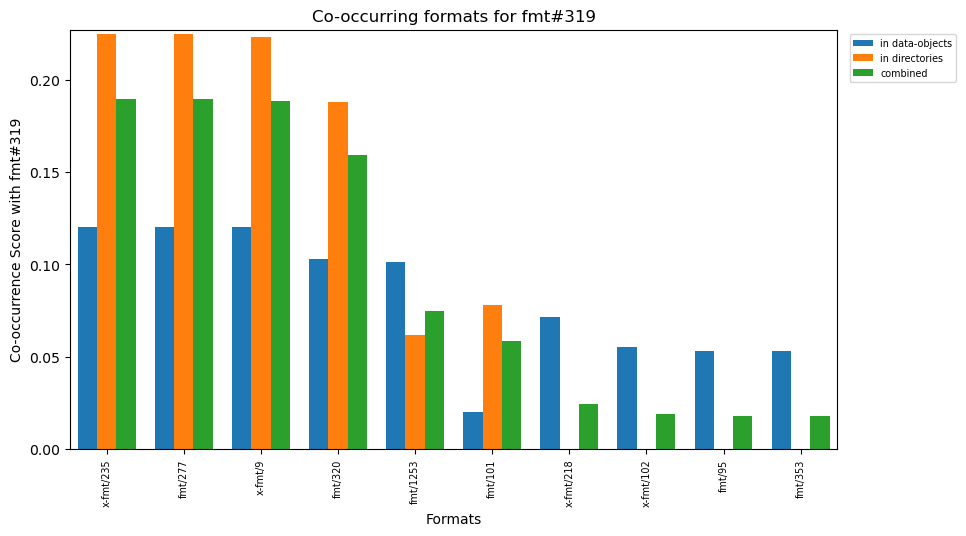 Co-occurring formats for fmt#319
in data-objects
in directories
combined
Co-occurrence Score with fmt#319
0.20
0.15
0.10
0.05
0.00
x-fmt/235
fmt/277
x-fmt/9
fmt/320
fmt/1253
fmt/101
x-fmt/218
x-fmt/102
fmt/95
fmt/353
Formats